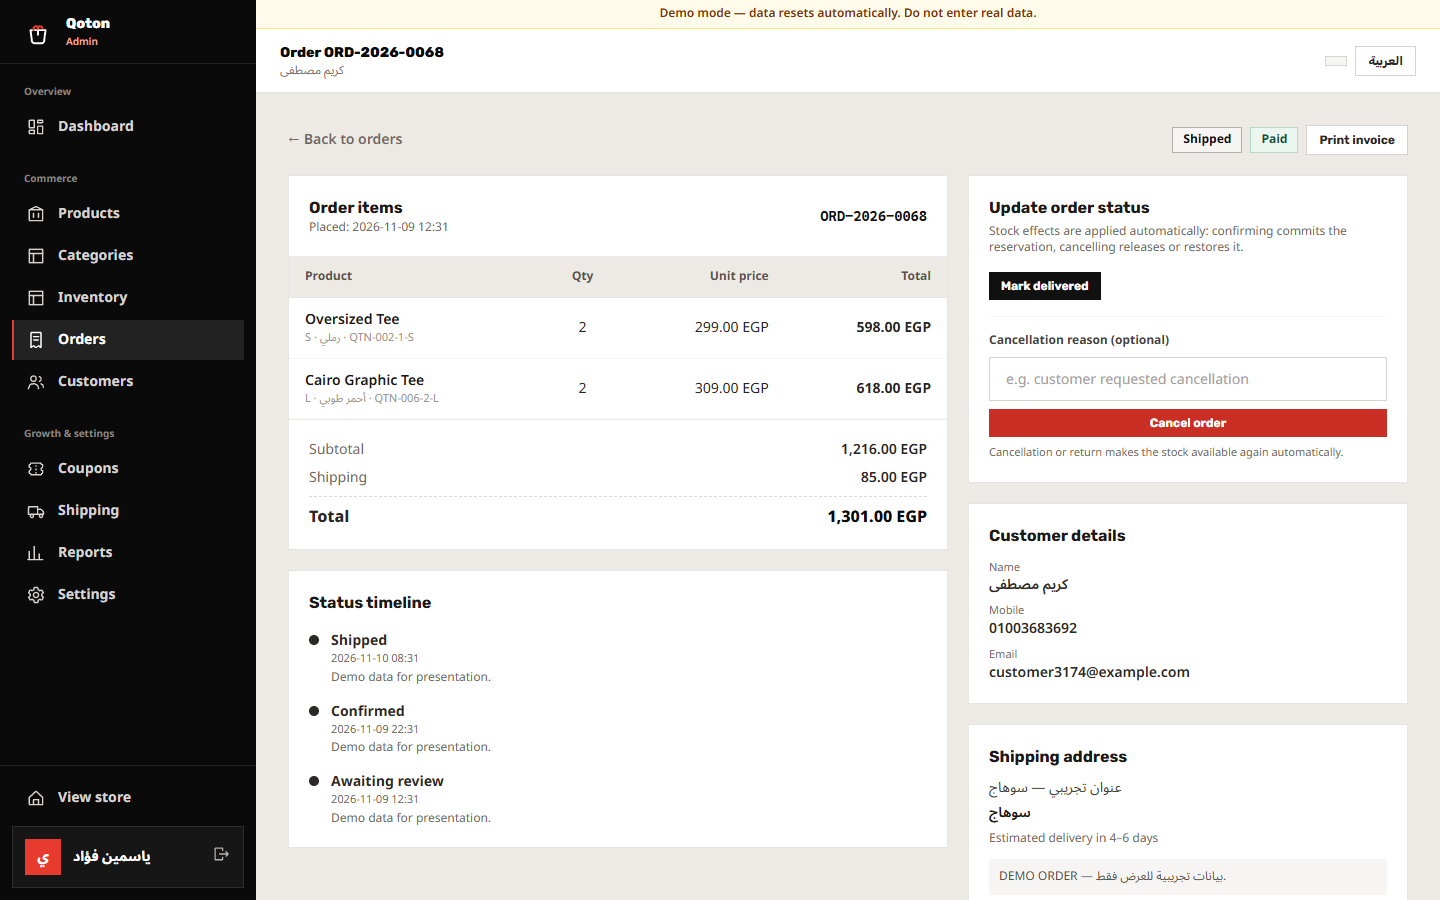 Demo mode — data resets automatically. Do not enter real data.
Qoton
Admin
Overview
Dashboard
Commerce
Products
Categories
Inventory
Orders
Customers
Growth & settings
Coupons
Shipping
Reports
Settings
View store
ي
ياسمين فؤاد
Order ORD-2026-0068
كريم مصطفى
العربية
← Back to orders
Shipped
Paid
Print invoice
Order items
Placed: 2026-11-09 12:31
ORD-2026-0068
Product Qty Unit price Total
Oversized Tee 2 299.00 EGP 598.00 EGP
S · رملي · QTN-002-1-S
Cairo Graphic Tee 2 309.00 EGP 618.00 EGP
L · أحمر طوبي · QTN-006-2-L
Subtotal 1,216.00 EGP
Shipping 85.00 EGP
Total 1,301.00 EGP
Status timeline
Shipped
2026-11-10 08:31
Demo data for presentation.
Confirmed
2026-11-09 22:31
Demo data for presentation.
Awaiting review
2026-11-09 12:31
Demo data for presentation.
Update order status
Stock effects are applied automatically: confirming commits the
reservation, cancelling releases or restores it.
Mark delivered
Cancellation reason (optional)
e.g. customer requested cancellation
Cancel order
Cancellation or return makes the stock available again automatically.
Customer details
Name
كريم مصطفى
Mobile
01003683692
Email
customer3174@example.com
Shipping address
عنوان تجريبي — سوهاج
سوهاج
Estimated delivery in 4–6 days
DEMO ORDER — بيانات تجريبية للعرض فقط.